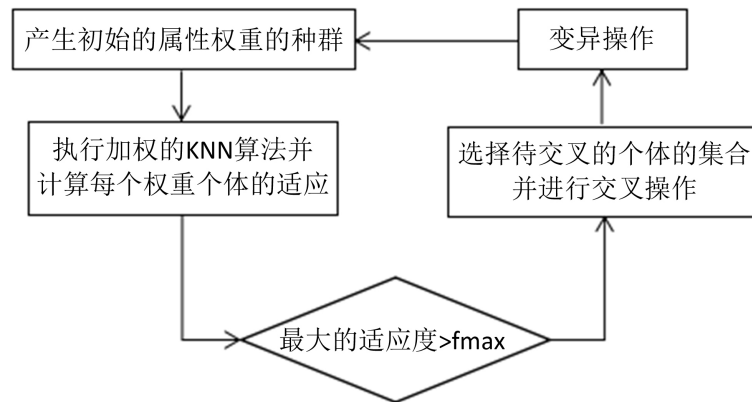 产生初始的属性权重的种群
变异操作
执行加权的KNN算法并
计算每个权重个体的适应
选择待交叉的个体的集合
并进行交叉操作
最大的适应度>fmax